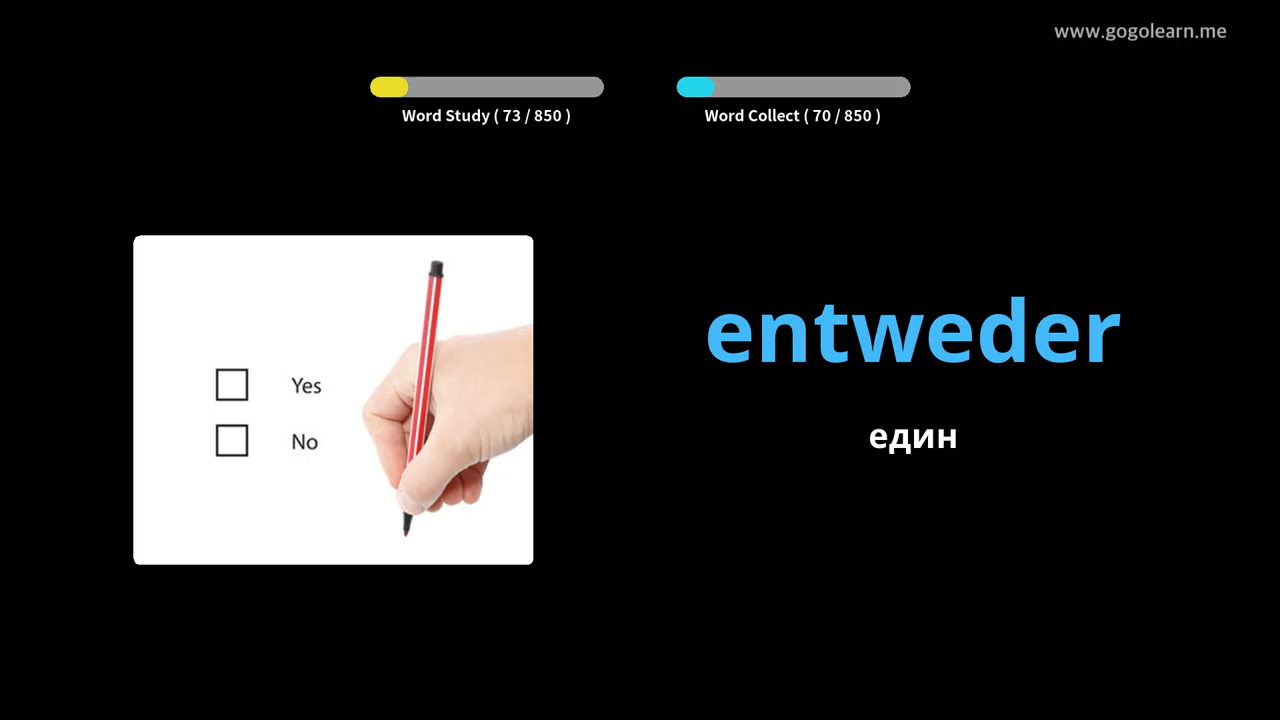 www.gogolearn.me
Word Study ( 73 / 850 )
Word Collect ( 70 / 850 )
Yes
No
entweder
един